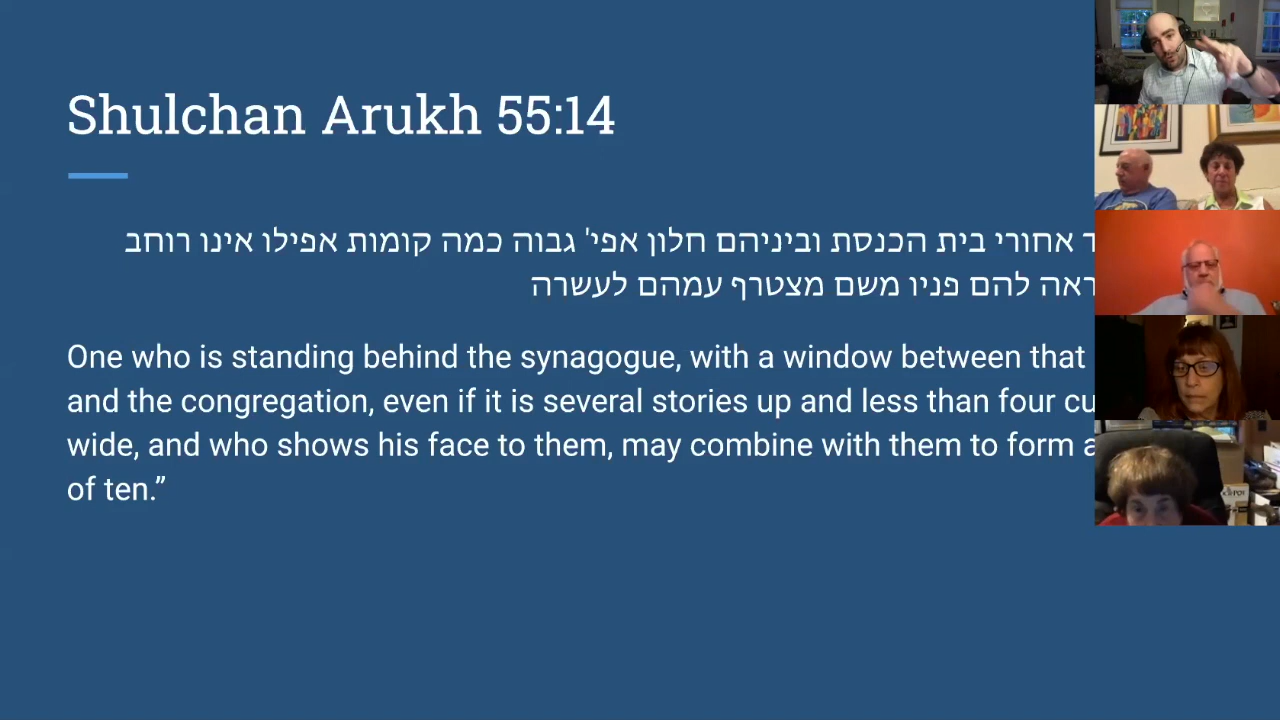 Shulchan Arukh 55:14
אחורי בית הכנסת וביניהם חלון אפי' גבוה כמה קומות אפילו אינו רוחב
להם פניו משם מצטרף עמהם לעשרה
One who is standing behind the synagogue, with a window between that
and the congregation, even if it is several stories up and less than four
wide, and who shows his face to them, may combine with them to form
of ten.”